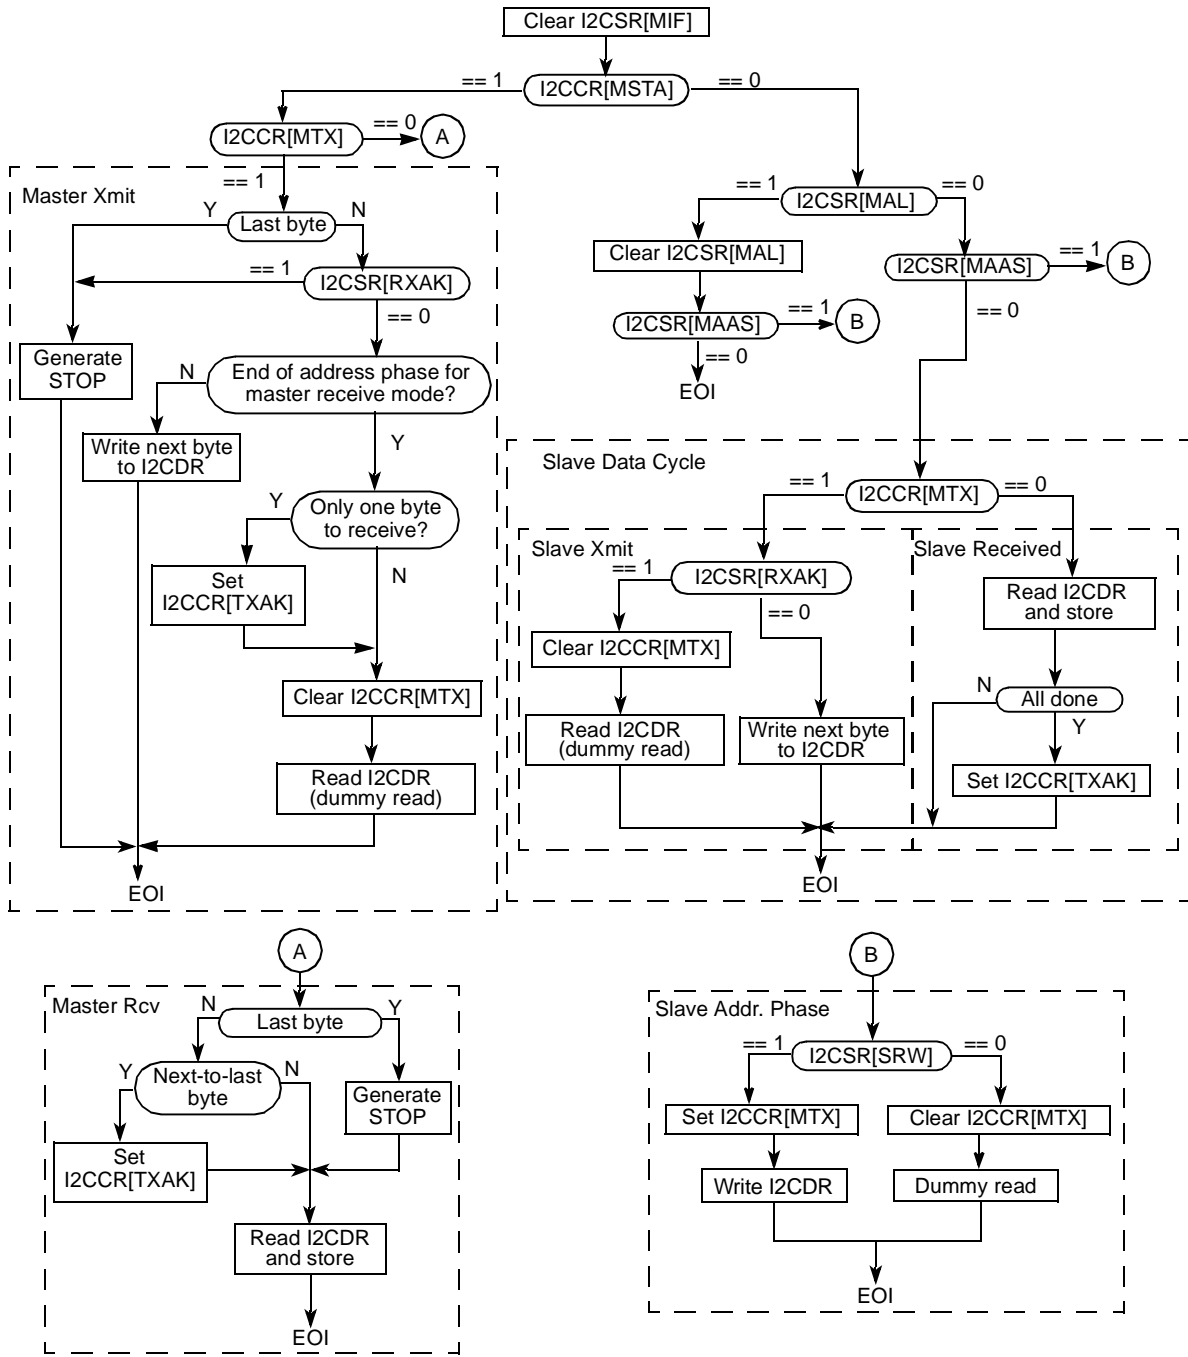 Clear I2CSR[MIF]
== 1
I2CCR[MSTA]
== 0
I2CCR[MTX]
== 0
A
== 1
Master Xmit
Y
Last byte
N
== 1
I2CSR[RXAK]
== 0
Generate
STOP
N
End of address phase for
master receive mode?
Write next byte
to I2CDR
Y
Y
Only one byte
to receive?
Set
I2CCR[TXAK]
N
Clear I2CCR[MTX]
Read I2CDR
(dummy read)
EOI
== 1
I2CSR[MAL]
== 0
Clear I2CSR[MAL]
I2CSR[MAAS]
== 1
B
I2CSR[MAAS]
== 1
B
== 0
== 0
EOI
Slave Data Cycle
== 1
I2CCR[MTX]
== 0
Slave Xmit
== 1
I2CSR[RXAK]
== 0
Clear I2CCR[MTX]
Read I2CDR
(dummy read)
Write next byte
to I2CDR
Slave Received
Read I2CDR
and store
N
All done
Y
Set I2CCR[TXAK]
EOI
A
Master Rcv
N
Last byte
Y
Y
Next-to-last
byte
N
Generate
STOP
Set
I2CCR[TXAK]
Read I2CDR
and store
EOI
B
Slave Addr. Phase
== 1
I2CSR[SRW]
== 0
Set I2CCR[MTX]
Clear I2CCR[MTX]
Write I2CDR
Dummy read
EOI